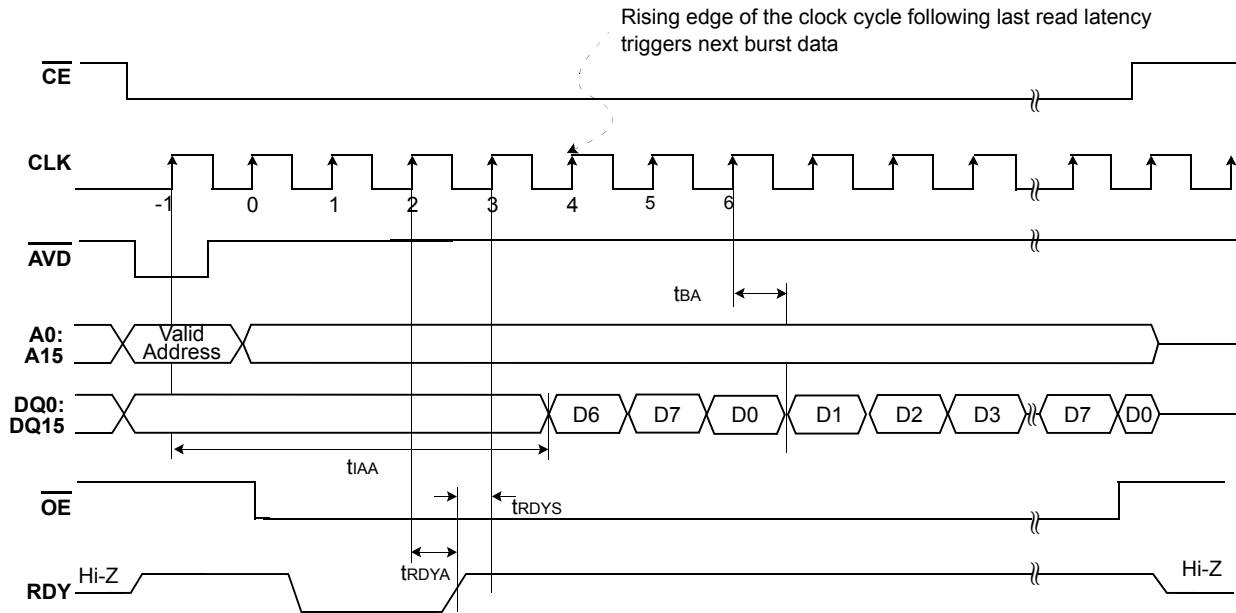 Rising edge of the clock cycle following last read latency
triggers next burst data
CE
CLK
-1 0 1 2 3 4 5 6
AVD
tBA
A0:
A15
Valid
Address
DQ0:
DQ15
D6 D7 D0 D1 D2 D3 D7 D0
tIAA
OE
tRDYS
tRDYA
RDY
Hi-Z
Hi-Z